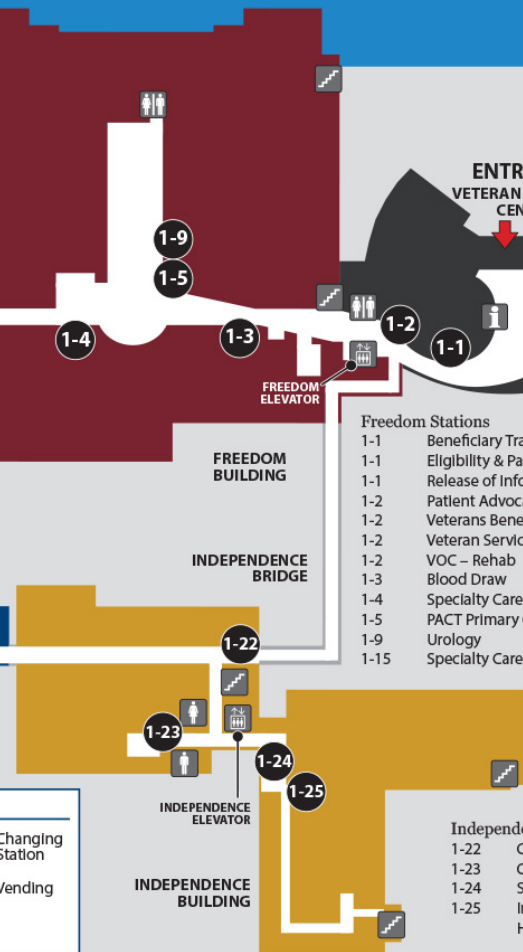 ENTR
VETERAN
CEN
1-9
1-5
1-4
1-3
1-2
1-1
i
FREEDOM
ELEVATOR
FREEDOM
BUILDING
INDEPENDENCE
BRIDGE
Freedom Stations
1-1 Beneficiary Tra
1-1 Eligibility & Pa
1-1 Release of Info
1-2 Patient Advoca
1-2 Veterans Bene
1-2 Veteran Servic
1-2 VOC – Rehab
1-3 Blood Draw
1-4 Specialty Care
1-5 PACT Primary
1-9 Urology
1-15 Specialty Care
1-22
1-23
1-24
1-25
INDEPENDENCE
ELEVATOR
INDEPENDENCE
BUILDING
Changing
Station
Vending
Independe
1-22 C
1-23 C
1-24 S
1-25 I
H